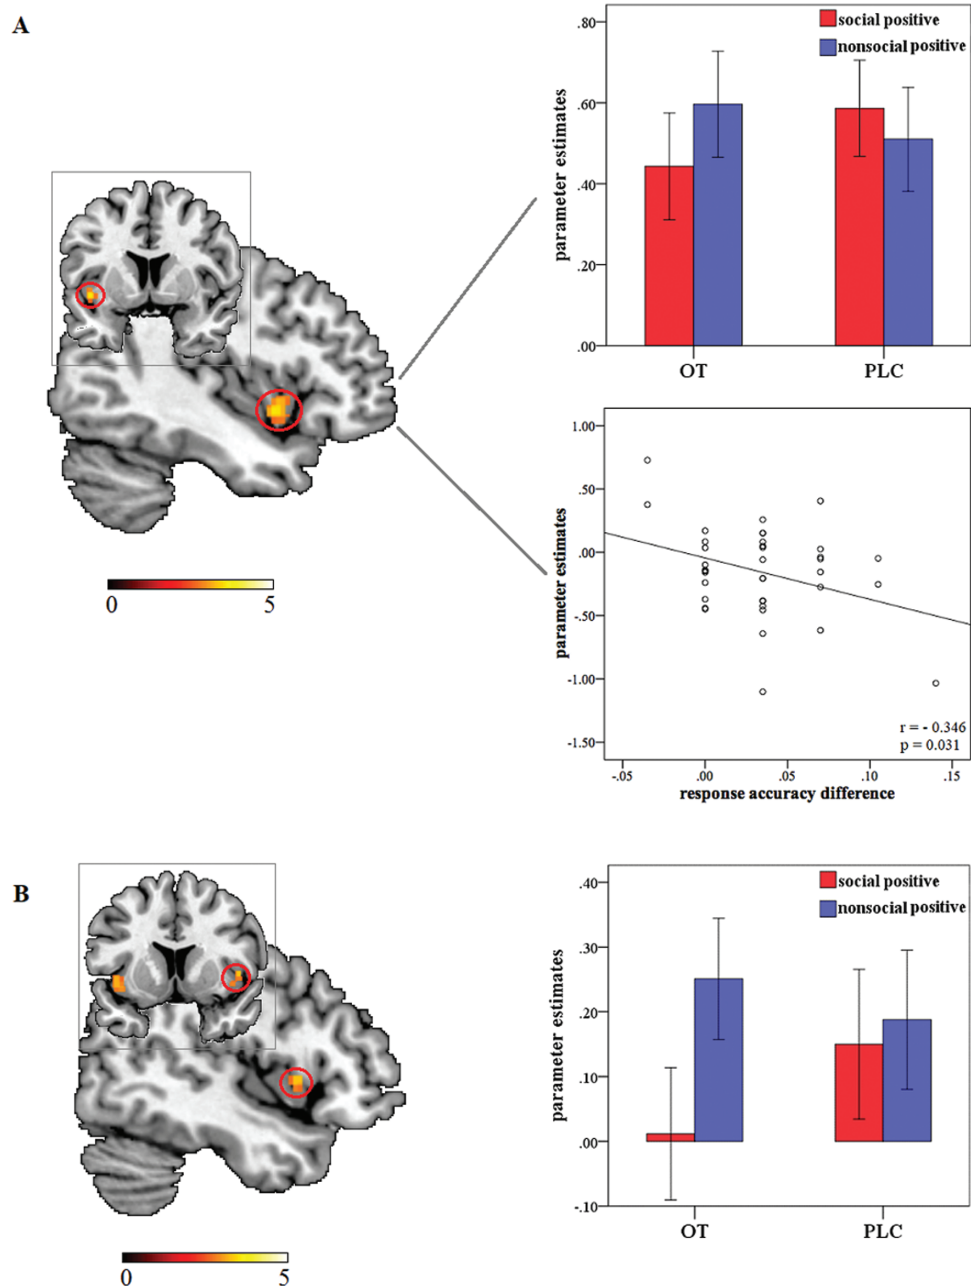 A
social positive
nonsocial positive
parameter estimates
.80
.60
.40
.20
.00
OT PLC
0 5
parameter estimates
1.00
.50
.00
-.50
-1.00
-1.50
r = - 0.346
p = 0.031
-.05 .00 .05 .10 .15
response accuracy difference
B
social positive
nonsocial positive
parameter estimates
.40
.30
.20
.10
.00
-.10
OT PLC
0 5